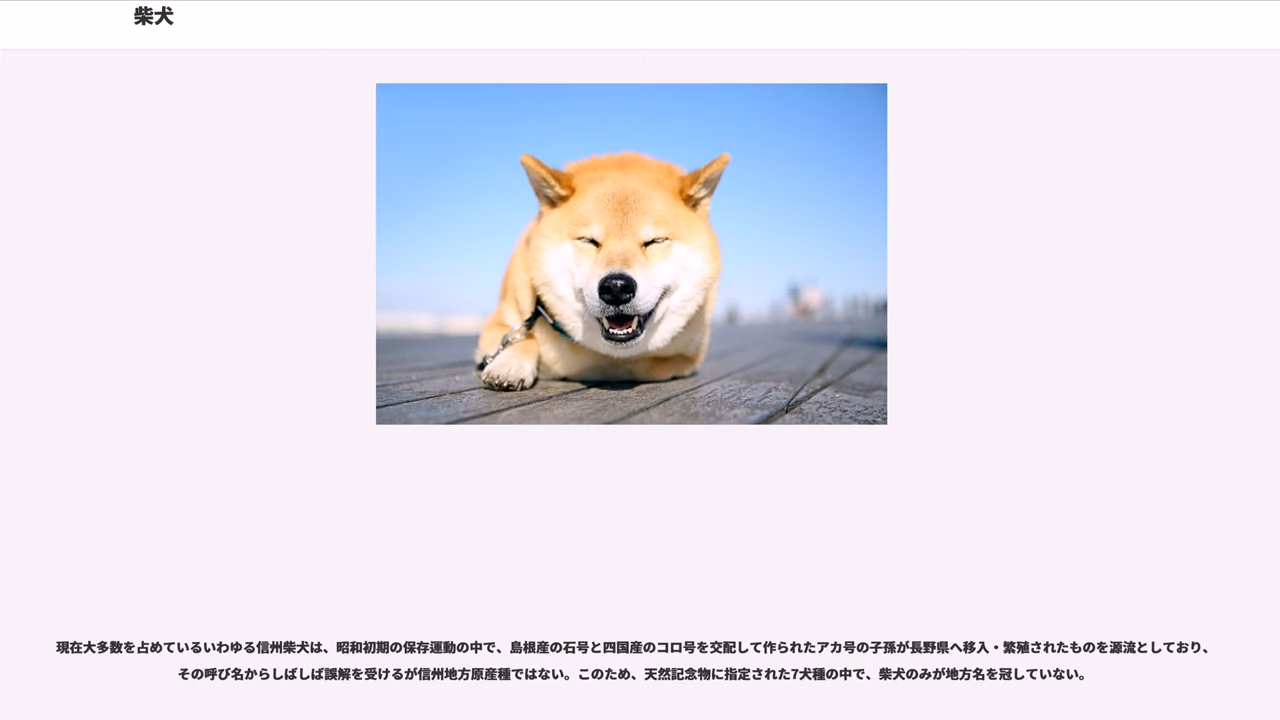 柴犬
現在大多数を占めているいわゆる信州柴犬は、昭和初期の保存運動の中で、島根産の石号と四国産のコロ号を交配して作られたアカ号の子孫が長野県へ移入・繁殖されたものを源流としており、
その呼び名からしばしば誤解を受けるが信州地方原産種ではない。このため、天然記念物に指定された7犬種の中で、柴犬のみが地方名を冠していない。